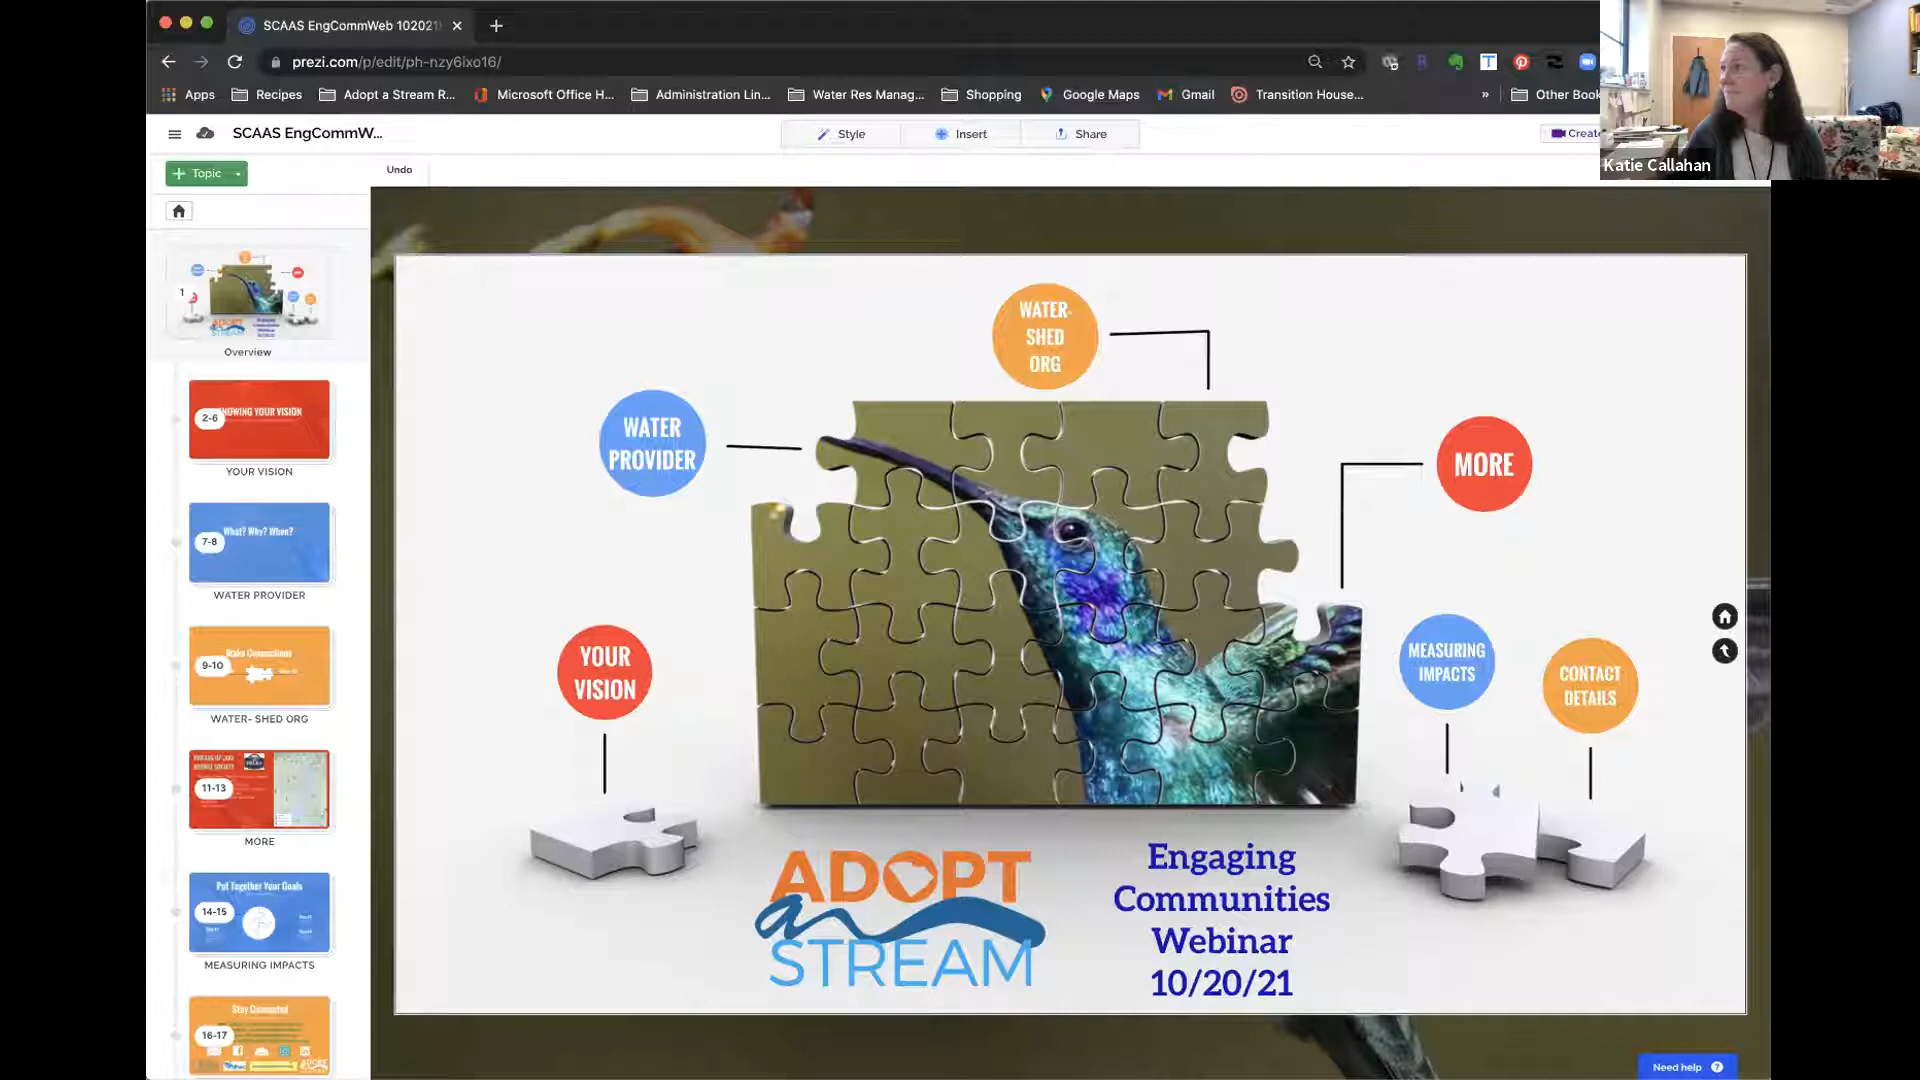 SCAAS EngCommWeb 102021
prezi.com/p/edit/ph-nzy6ixo16/
Apps
Recipes
Adopt a Stream R...
Microsoft Office H...
Administration Lin...
Water Res Manag...
Shopping
Google Maps
Gmail
Transition House...
»
Other Book
SCAAS EngCommW...
Style
Insert
Share
Create
Katie Callahan
Topic
Undo
1
Overview
2-6
YOUR VISION
What? Why? When?
7-8
WATER PROVIDER
Make Connections
9-10
WATER- SHED ORG
11-13
MORE
Put Together Your Goals
14-15
MEASURING IMPACTS
Stay Connected
16-17
WATER-
SHED
ORG
WATER
PROVIDER
MORE
YOUR
VISION
MEASURING
IMPACTS
CONTACT
DETAILS
ADOPT
a
STREAM
Engaging
Communities
Webinar
10/20/21
Need help ?